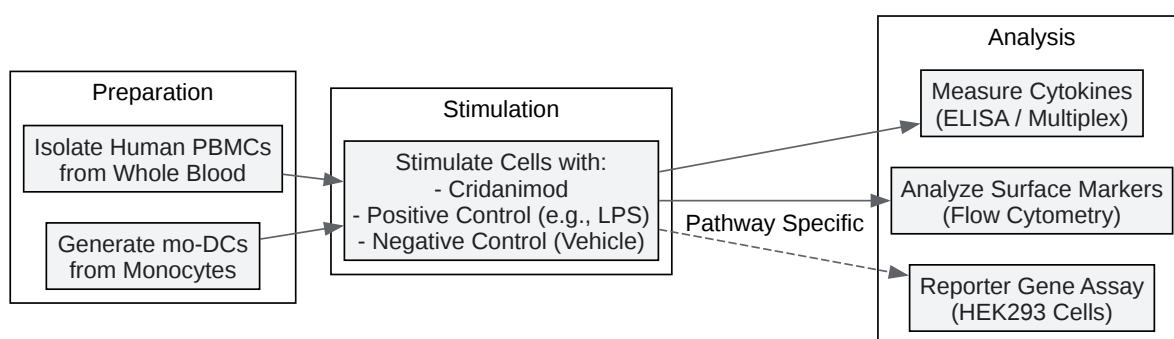 Preparation
Isolate Human PBMCs
from Whole Blood
Generate mo-DCs
from Monocytes
Stimulation
Stimulate Cells with:
- Cridanimod
- Positive Control (e.g., LPS)
- Negative Control (Vehicle)
Pathway Specific
Analysis
Measure Cytokines
(ELISA / Multiplex)
Analyze Surface Markers
(Flow Cytometry)
Reporter Gene Assay
(HEK293 Cells)